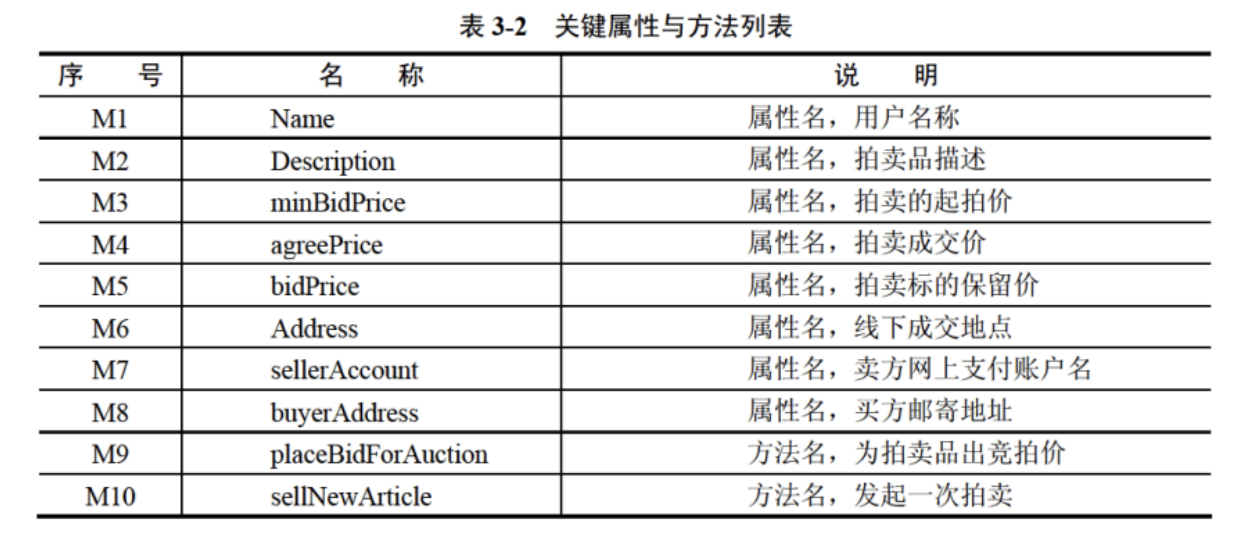 表 3-2 关键属性与方法列表
序 号 名 称 说 明
M1 Name 属性名，用户名称
M2 Description 属性名，拍卖品描述
M3 minBidPrice 属性名，拍卖的起拍价
M4 agreePrice 属性名，拍卖成交价
M5 bidPrice 属性名，拍卖标的保留价
M6 Address 属性名，线下成交地点
M7 sellerAccount 属性名，卖方网上支付账户名
M8 buyerAddress 属性名，买方邮寄地址
M9 placeBidForAuction 方法名，为拍卖品出竞拍价
M10 sellNewArticle 方法名，发起一次拍卖